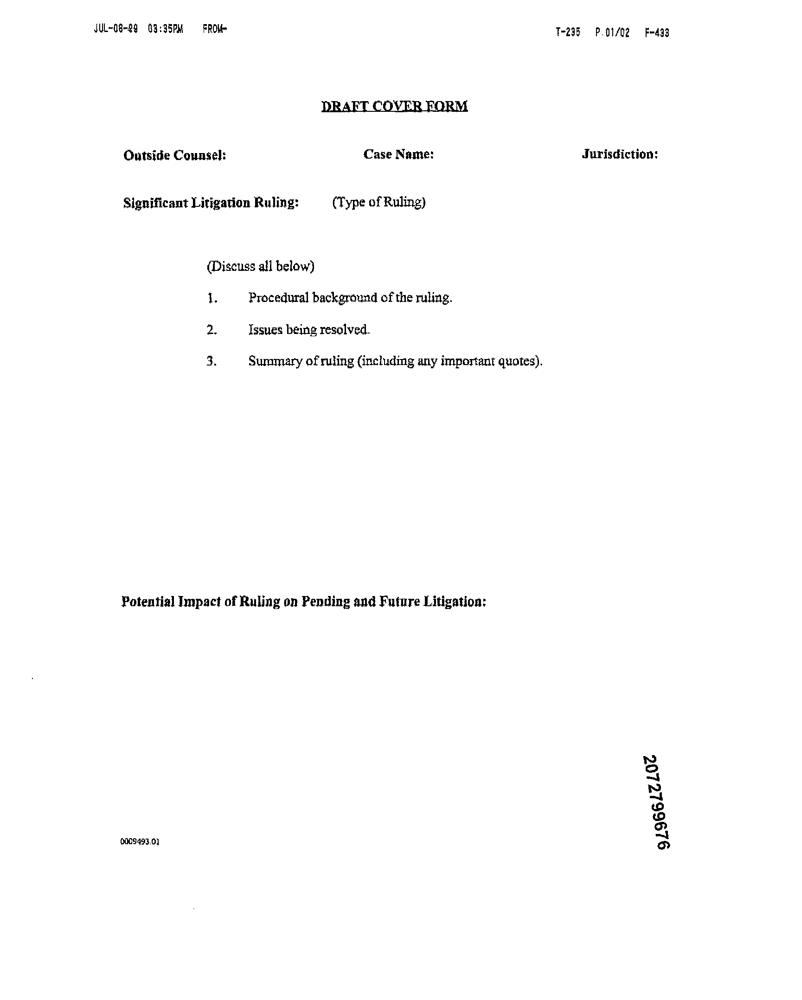 JUL-08-99 03:35PM FROM- T-235 P.01/02 F-433
DRAFT COVER FORM
Outside Counsel: Case Name: Jurisdiction:
Significant Litigation Ruling: (Type of Ruling)
(Discuss all below)
1. Procedural background of the ruling.
2. Issues being resolved.
3. Summary of ruling (including any important quotes).
Potential Impact of Ruling on Pending and Future Litigation:
2072799676
0009493.01